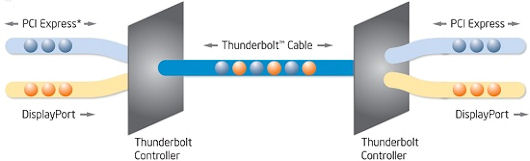 PCI Express*
Thunderbolt™ Cable
PCI Express
DisplayPort
DisplayPort
Thunderbolt
Controller
Thunderbolt
Controller